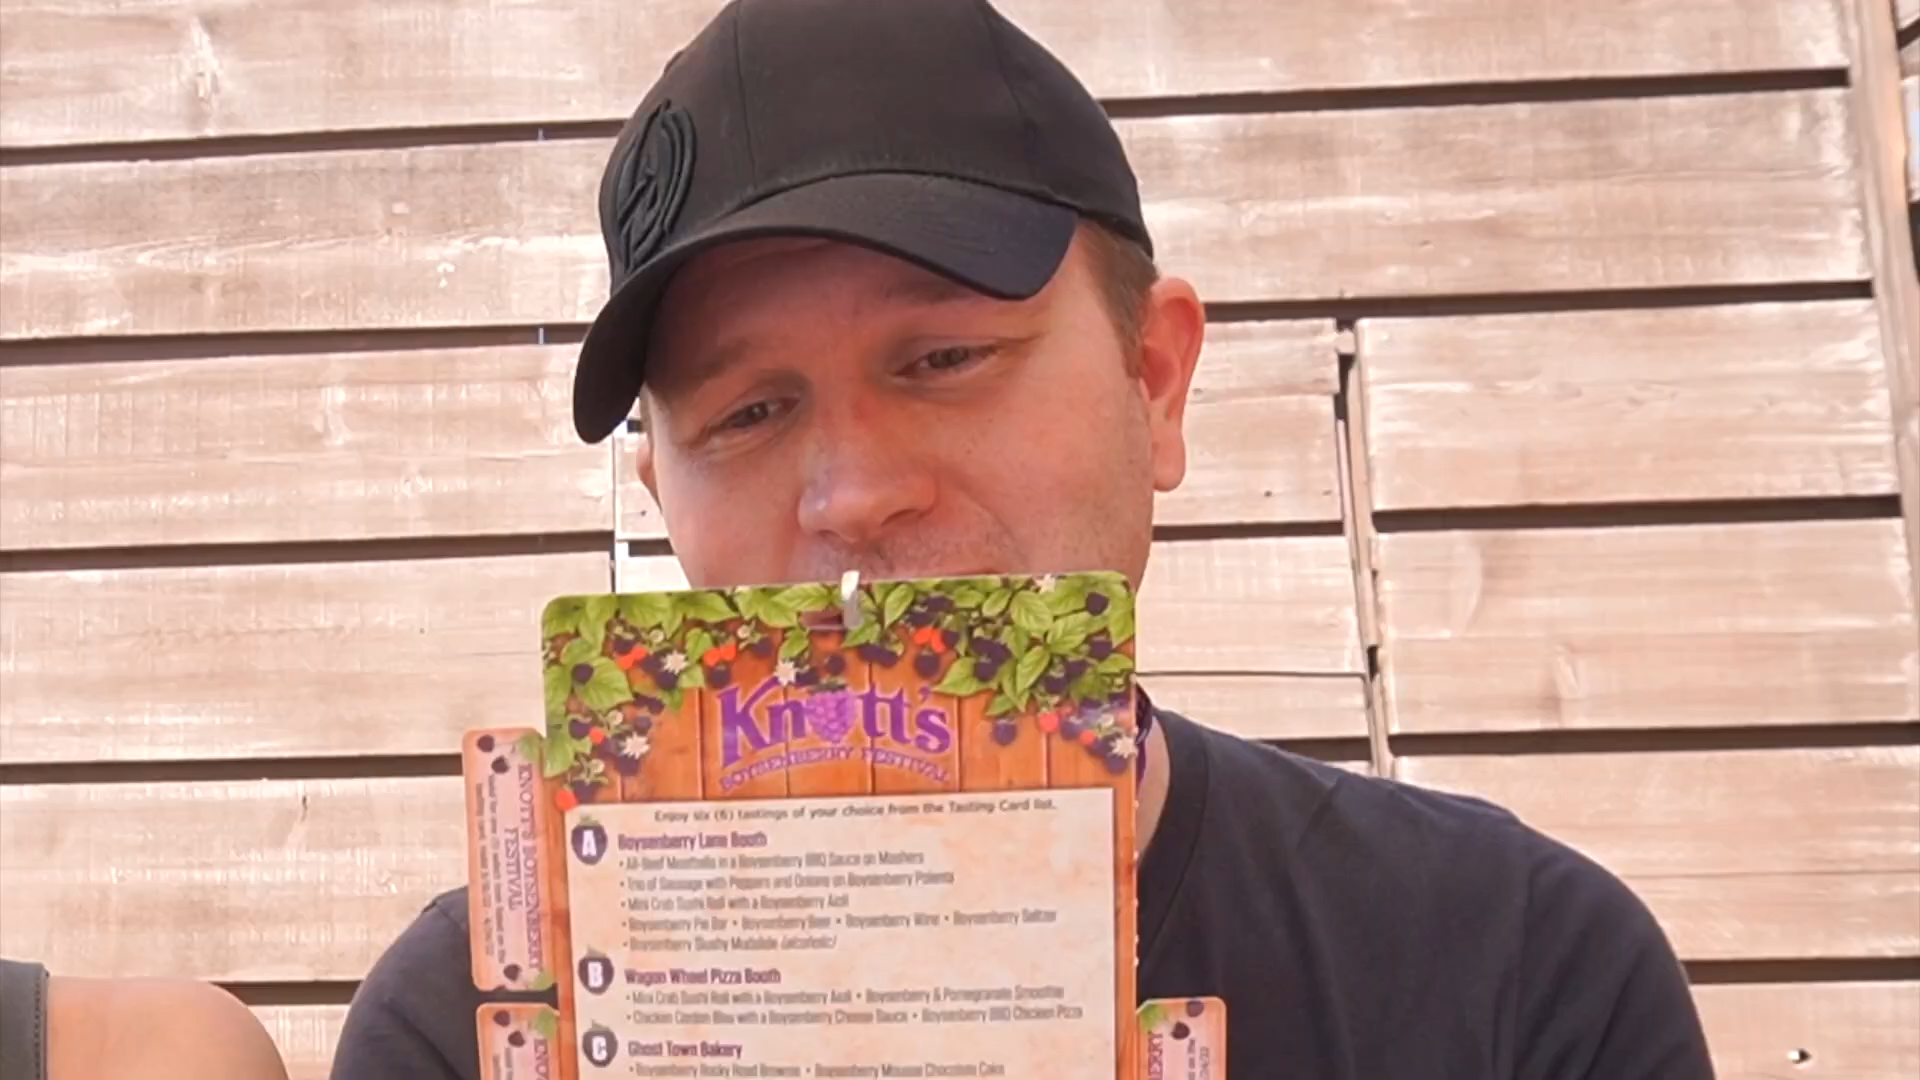 Knott's
BOYSENBERRY FESTIVAL
Enjoy six (6) tastings of your choice from the Tasting Card list.
A Boysenberry Lane Booth
• All-Beef Meatballs in a Boysenberry BBQ Sauce on Mashers
• Trio of Sausage with Peppers and Onions on Boysenberry Polenta
• Mini Crab Sushi Roll with a Boysenberry Aioli
• Boysenberry Pie Bar • Boysenberry Beer • Boysenberry Wine • Boysenberry Seltzer
• Boysenberry Slushy Mudslide (alcoholic)
B Wagon Wheel Pizza Booth
• Mini Crab Sushi Roll with a Boysenberry Aioli • Boysenberry & Pomegranate Smoothie
• Chicken Cordon Bleu with a Boysenberry Cheese Sauce • Boysenberry BBQ Chicken Pizza
C Ghost Town Bakery
• Boysenberry Rocky Road Brownie • Boysenberry Mousse Chocolate Cake
KNOTT'S BOYSENBERRY
FESTIVAL